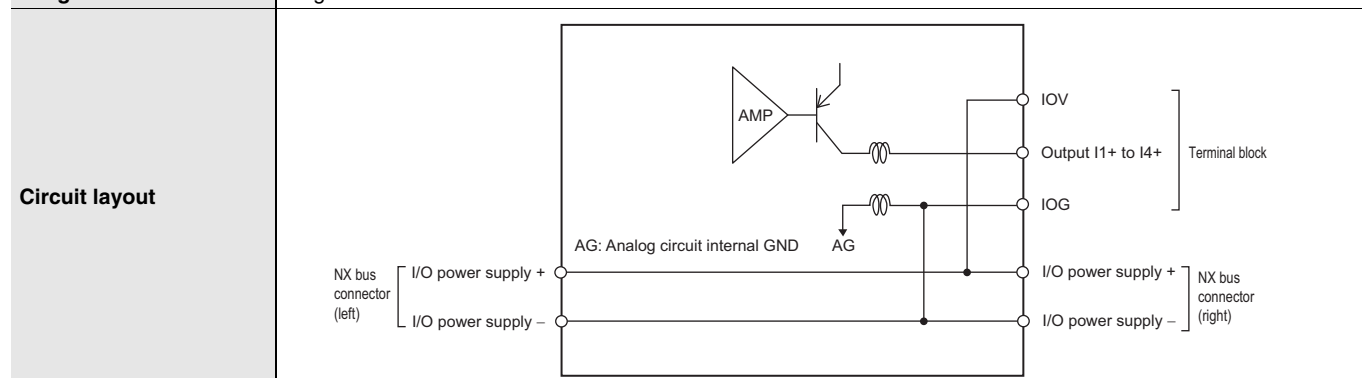 Circuit layout
AMP
IOV
Output I1+ to I4+
Terminal block
IOG
AG: Analog circuit internal GND
AG
NX bus
connector
(left)
I/O power supply +
I/O power supply −
I/O power supply +
I/O power supply −
NX bus
connector
(right)